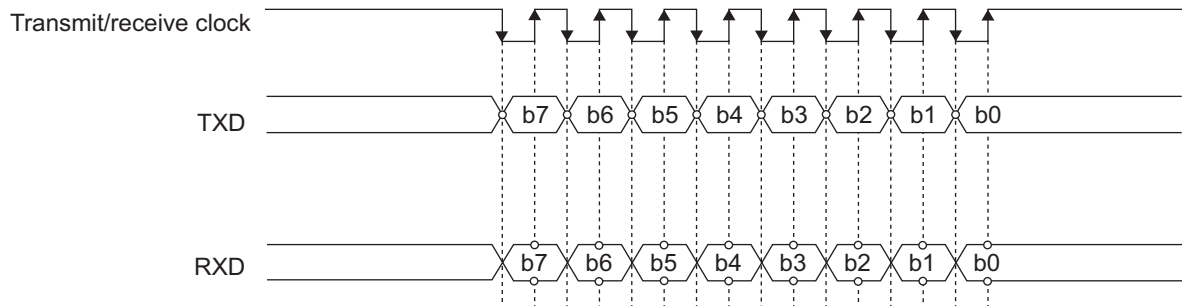 Transmit/receive clock
TXD
b7 b6 b5 b4 b3 b2 b1 b0
RXD
b7 b6 b5 b4 b3 b2 b1 b0